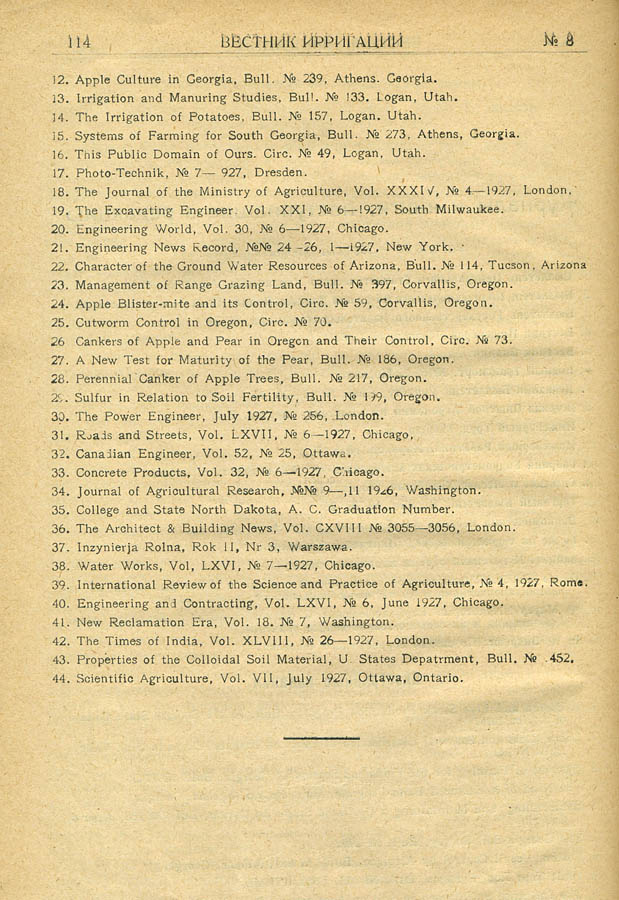 114 ВЕСТНИК ИРРИГАЦИИ № 8
12. Apple Culture in Georgia, Bull. № 239, Athens. Georgia.
13. Irrigation and Manuring Studies, Bull. № 133. Logan, Utah.
14. The Irrigation of Potatoes, Bull. № 157, Logan. Utah.
15. Systems of Farming for South Georgia, Bull. № 273, Athens, Georgia.
16. This Public Domain of Ours. Circ. № 49, Logan, Utah.
17. Photo-Technik, № 7— 927, Dresden.
18. The Journal of the Ministry of Agriculture, Vol. XXXIV, № 4—1927, London.
19. The Excavating Engineer. Vol. XXI, № 6—1927, South Milwaukee.
20. Engineering World, Vol. 30, № 6—1927, Chicago.
21. Engineering News Record, №№ 24-26, 1—1927, New York.
22. Character of the Ground Water Resources of Arizona, Bull. № 114, Tucson, Arizona
23. Management of Range Grazing Land, Bull. № 397, Corvallis, Oregon.
24. Apple Blister-mite and its Control, Circ. № 59, Corvallis, Oregon.
25. Cutworm Control in Oregon, Circ. № 70.
26 Cankers of Apple and Pear in Oregon and Their Control, Circ. № 73.
27. A New Test for Maturity of the Pear, Bull. № 186, Oregon.
28. Perennial Canker of Apple Trees, Bull. № 217, Oregon.
29. Sulfur in Relation to Soil Fertility, Bull. № Oregon.
30. The Power Engineer, July 1927, № 256, London.
31. Roads and Streets, Vol. LXVII, № 6—1927, Chicago,
32. Canadian Engineer, Vol. 52, № 25, Ottawa.
33. Concrete Products, Vol. 32, № 6—1927, Chicago.
34. Journal of Agricultural Research, №№ 9—,11 1926, Washington.
35. College and State North Dakota, A. C. Graduation Number.
36. The Architect & Building News, Vol. CXVIII № 3055—3056, London.
37. Inzynierja Rolna, Rok II, Nr 3, Warszawa.
38. Water Works, Vol, LXVI, № 7—1927, Chicago.
39. International Review of the Science and Practice of Agriculture, № 4, 1927, Rome.
40. Engineering and Contracting, Vol. LXVI, № 6, June 1927, Chicago.
41. New Reclamation Era, Vol. 18. № 7, Washington.
42. The Times of India, Vol. XLVIII, № 26—1927, London.
43. Properties of the Colloidal Soil Material, U. States Depatrment, Bull. № 452.
44. Scientific Agriculture, Vol. VII, July 1927, Ottawa, Ontario.